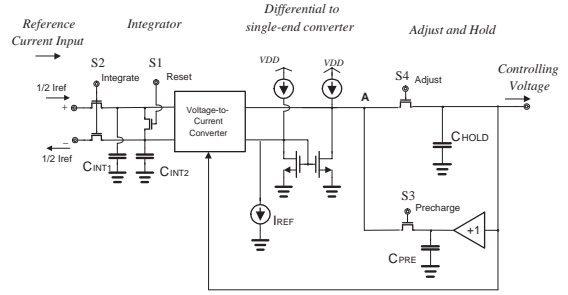 Reference
Current Input
Integrator
Differential to
single-end converter
Adjust and Hold
S2
S1
Integrate
Reset
VDD
VDD
S4
Adjust
Controlling
Voltage
1/2 Iref
+
Voltage-to-
Current
Converter
A
−
1/2 Iref
CINT1
CINT2
CHOLD
IREF
S3
Precharge
+1
CPRE